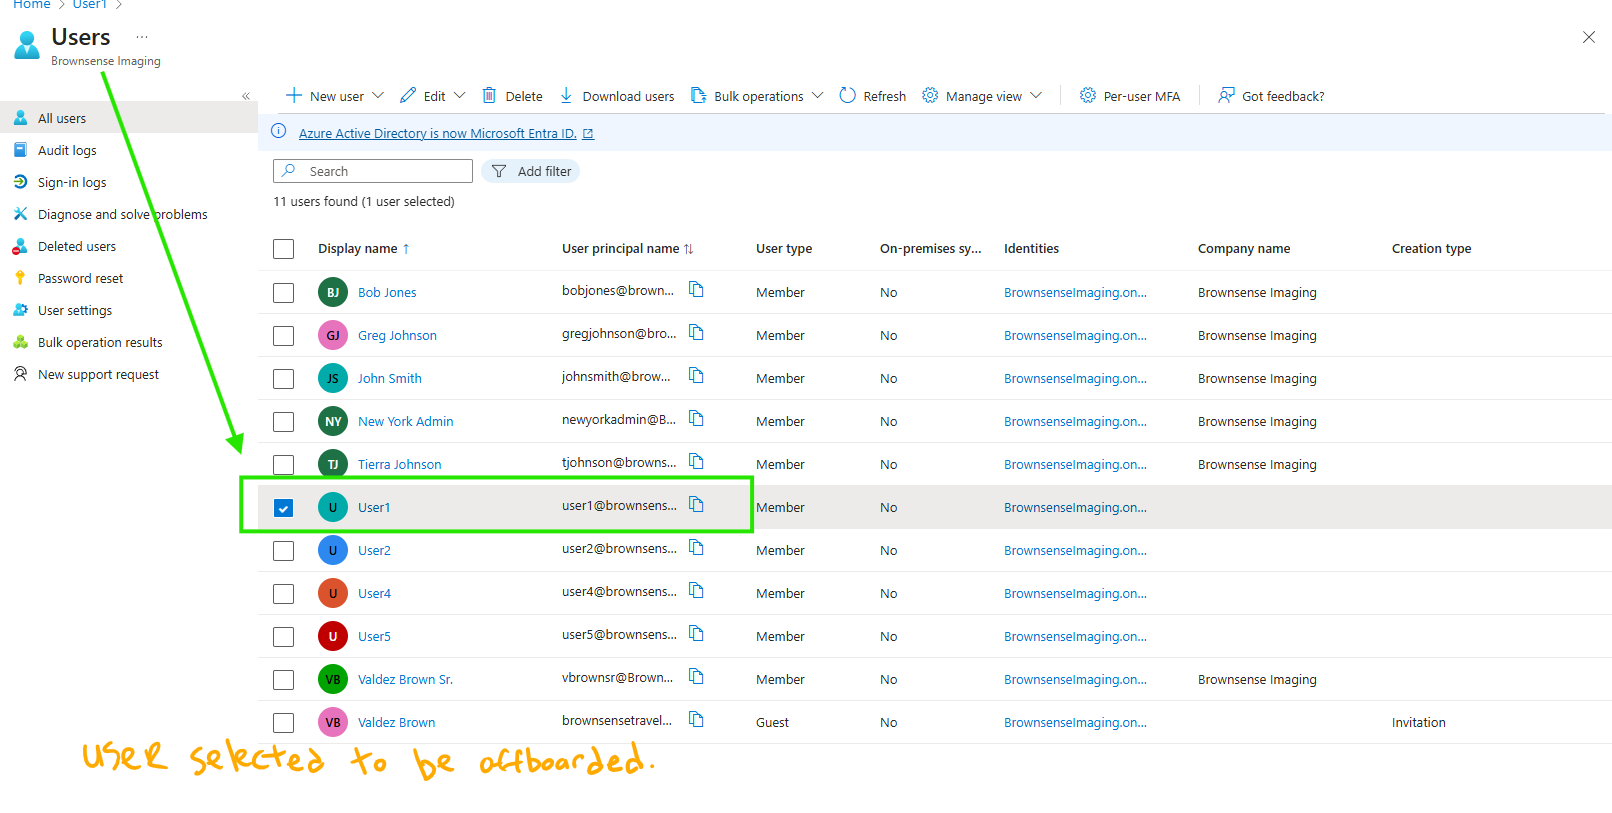 Home > User1 >
Users ...
Brownsense Imaging
«
All users
Audit logs
Sign-in logs
Diagnose and solve problems
Deleted users
Password reset
User settings
Bulk operation results
New support request
New user Edit Delete Download users Bulk operations Refresh Manage view Per-user MFA Got feedback?
Azure Active Directory is now Microsoft Entra ID.
Search Add filter
11 users found (1 user selected)
Display name ↑ User principal name ↑↓ User type On-premises sy... Identities Company name Creation type
BJ Bob Jones bobjones@brown... Member No BrownsenseImaging.on... Brownsense Imaging
GJ Greg Johnson gregjohnson@bro... Member No BrownsenseImaging.on... Brownsense Imaging
JS John Smith johnsmith@brow... Member No BrownsenseImaging.on... Brownsense Imaging
NY New York Admin newyorkadmin@B... Member No BrownsenseImaging.on... Brownsense Imaging
TJ Tierra Johnson tjohnson@browns... Member No BrownsenseImaging.on... Brownsense Imaging
U User1 user1@brownsens... Member No BrownsenseImaging.on...
U User2 user2@brownsens... Member No BrownsenseImaging.on...
U User4 user4@brownsens... Member No BrownsenseImaging.on...
U User5 user5@brownsens... Member No BrownsenseImaging.on...
VB Valdez Brown Sr. vbrownsr@Brown... Member No BrownsenseImaging.on... Brownsense Imaging
VB Valdez Brown brownsensetravel... Guest No BrownsenseImaging.on... Invitation
USER selected to be offboarded.